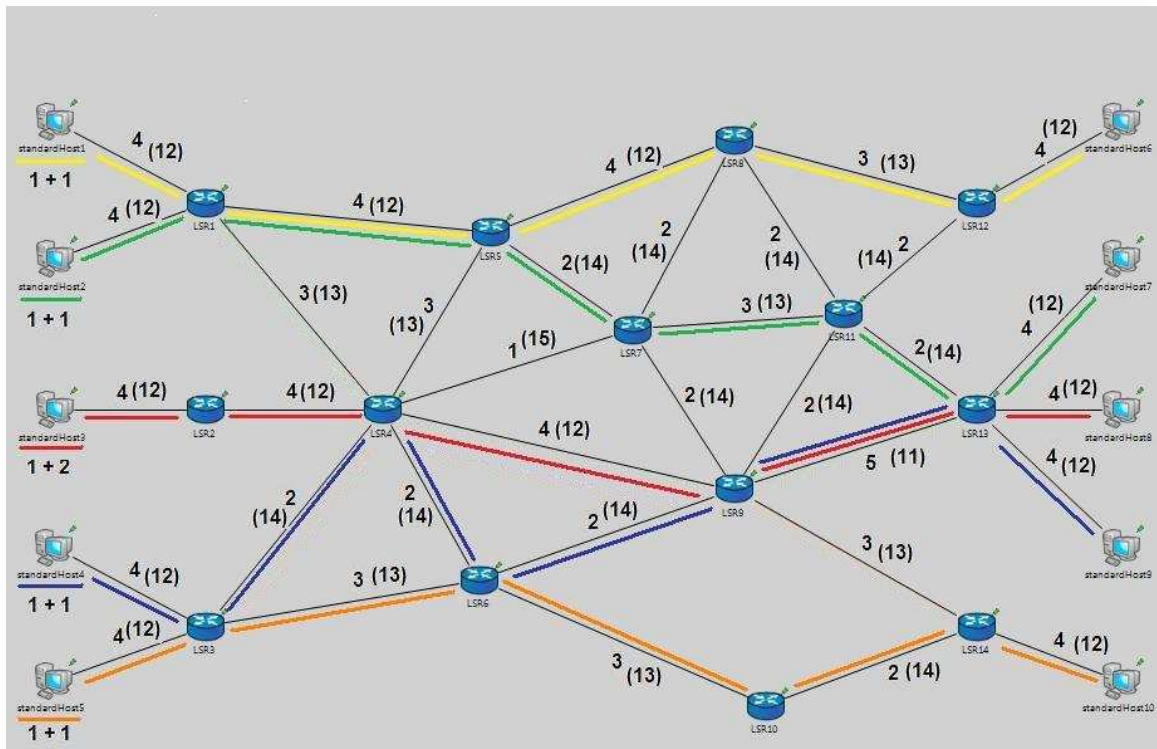 LSR8
(12)
4
4 (12)
3 (13)
4
(12)
standardHost1
1 + 1
standardHost6
4 (12)
LSR1
4 (12)
LSR5
LSR12
4 (12)
standardHost2
1 + 1
2 (14)
2
(14)
2
(14)
(14) 2
standardHost7
3 (13)
3
(13)
1 (15)
LSR7
3 (13)
LSR11
(12)
4
2 (14)
4 (12)
standardHost3
1 + 2
LSR2
4 (12)
LSR4
2 (14)
4 (12)
2 (14)
LSR13
4 (12)
standardHost8
5 (11)
4
(12)
2
(14)
2
(14)
LSR9
2 (14)
standardHost4
1 + 1
4 (12)
3 (13)
LSR6
3
(13)
standardHost9
4 (12)
LSR3
3
(13)
LSR14
4 (12)
standardHost5
1 + 1
LSR10
2 (14)
standardHost10